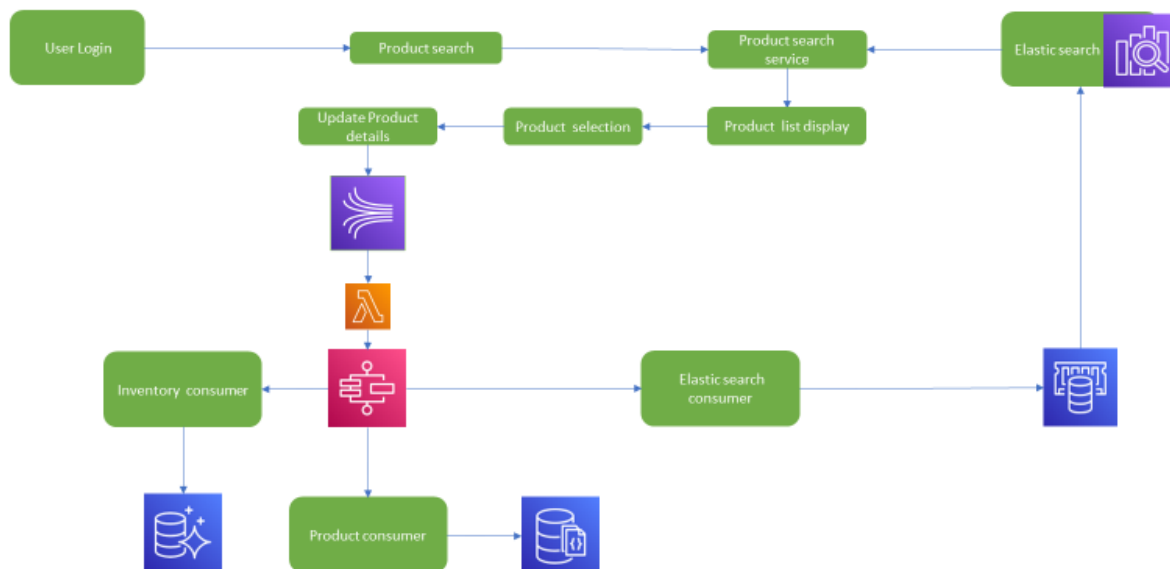 User Login
Product search
Product search
service
Elastic search
Update Product
details
Product selection
Product list display
Inventory consumer
Elastic search
consumer
Product consumer